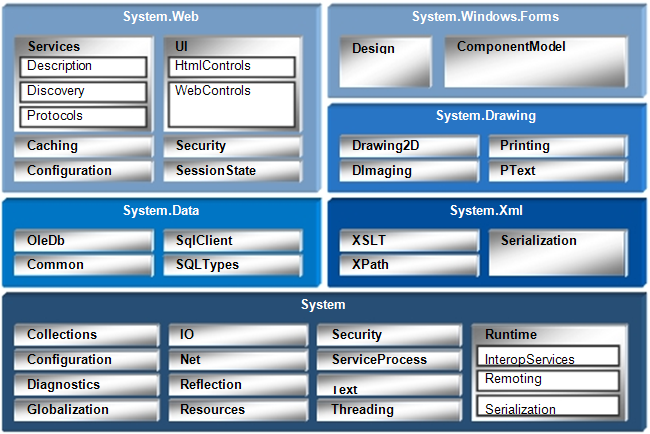 System.Web
Services
Description
Discovery
Protocols
UI
HtmlControls
WebControls
Caching
Security
Configuration
SessionState
System.Windows.Forms
Design
ComponentModel
System.Drawing
Drawing2D
Printing
DImaging
PText
System.Data
OleDb
SqlClient
Common
SQLTypes
System.Xml
XSLT
XPath
Serialization
System
Collections
Configuration
Diagnostics
Globalization
IO
Net
Reflection
Resources
Security
ServiceProcess
Text
Threading
Runtime
InteropServices
Remoting
Serialization